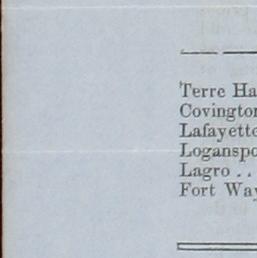 Terre Ha
Covington
Lafayette
Loganspo
Lagro . .
Fort Way